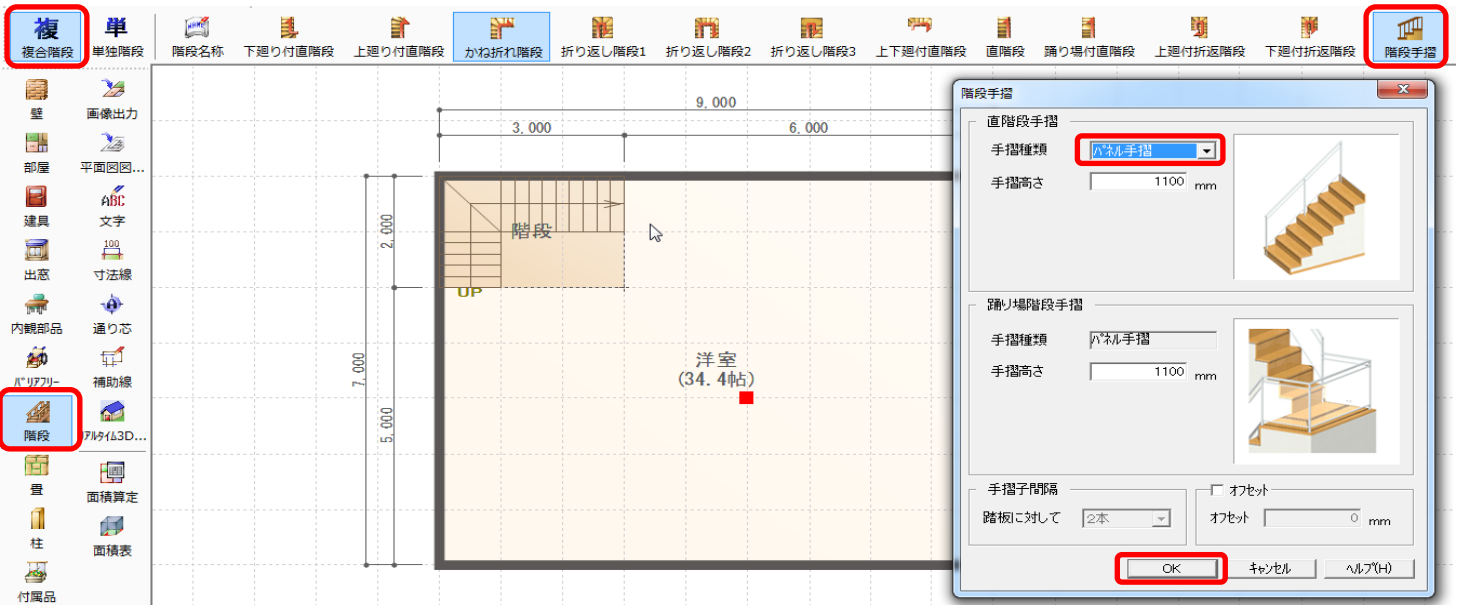 複 単
複合階段 単独階段 階段名称 下廻り付直階段 上廻り付直階段 かね折れ階段 折り返し階段1 折り返し階段2 折り返し階段3 上下廻付直階段 直階段 踊り場付直階段 上廻付折返階段 下廻付折返階段 階段手摺
壁 画像出力
部屋 平面図図...
ABC
建具 文字
100
出窓 寸法線
内観部品 通り芯
ﾊﾞﾘｱﾌﾘｰ 補助線
階段 ｱﾙﾀｲﾑ3D...
畳 面積算定
柱 面積表
付属品
9,000
3,000 6,000
2,000
7,000
5,000
階段
UP
洋室
(34.4帖)
階段手摺
直階段手摺
手摺種類 ﾊﾟﾈﾙ手摺
手摺高さ 1100 mm
踊り場階段手摺
手摺種類 ﾊﾟﾈﾙ手摺
手摺高さ 1100 mm
手摺子間隔
踏板に対して 2本
ｵﾌｾｯﾄ
ｵﾌｾｯﾄ 0 mm
OK ｷｬﾝｾﾙ ﾍﾙﾌﾟ(H)